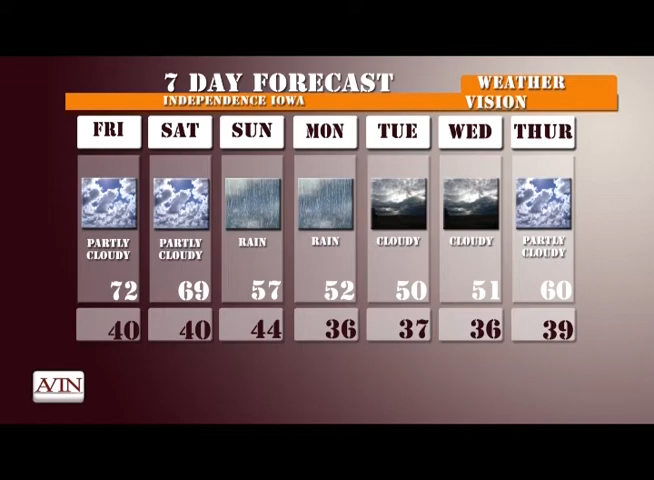 7 DAY FORECAST
WEATHER
INDEPENDENCE IOWA
VISION
FRI SAT SUN MON TUE WED THUR
PARTLY CLOUDY PARTLY CLOUDY RAIN RAIN CLOUDY CLOUDY PARTLY CLOUDY
72 69 57 52 50 51 60
40 40 44 36 37 36 39